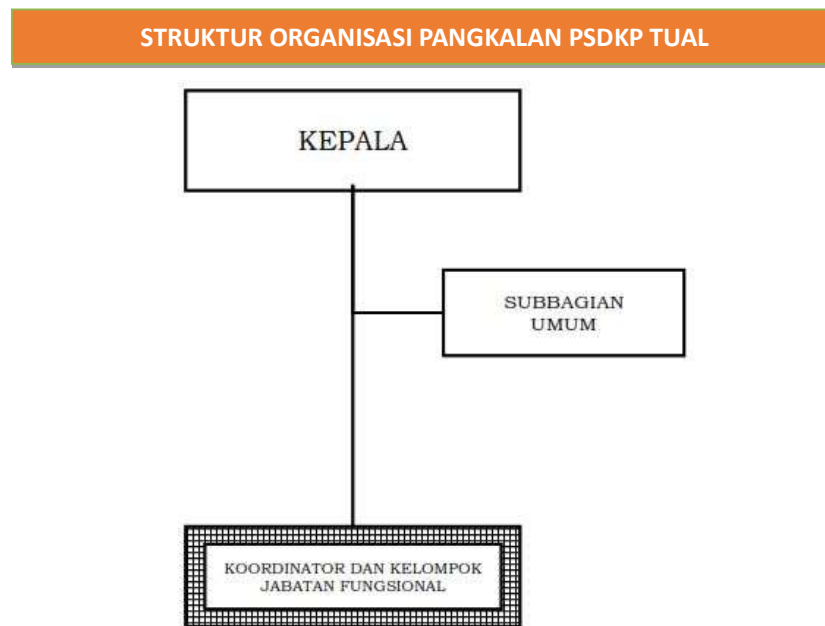 STRUKTUR ORGANISASI PANGKALAN PSDKP TUAL
KEPALA
SUBBAGIAN
UMUM
KOORDINATOR DAN KELOMPOK
JABATAN FUNGSIONAL